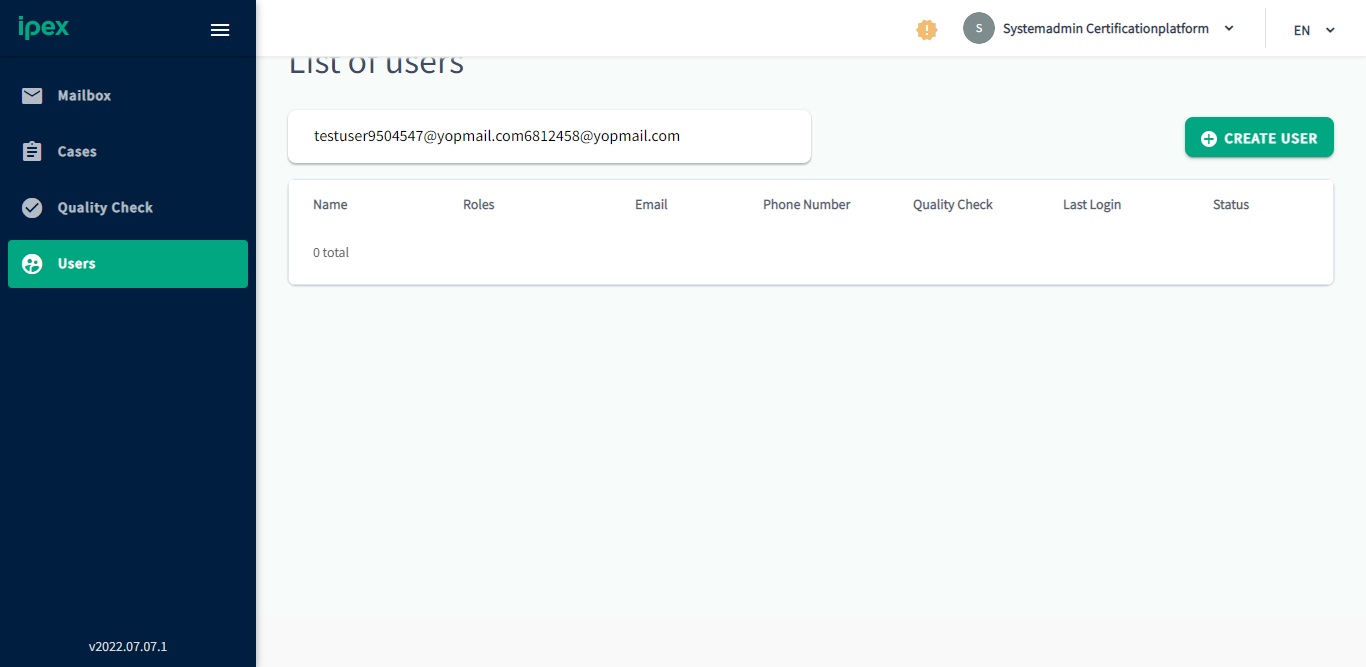 ipex
S
Systemadmin Certificationplatform
EN
Mailbox
Cases
Quality Check
Users
v2022.07.07.1
List of users
testuser9504547@yopmail.com6812458@yopmail.com
CREATE USER
Name Roles Email Phone Number Quality Check Last Login Status
0 total